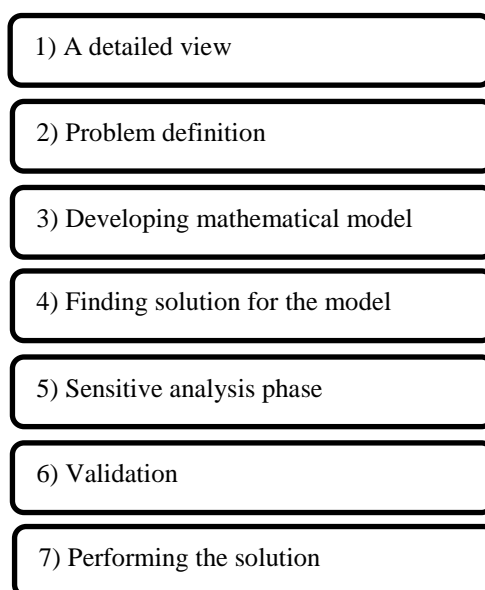 1) A detailed view
2) Problem definition
3) Developing mathematical model
4) Finding solution for the model
5) Sensitive analysis phase
6) Validation
7) Performing the solution